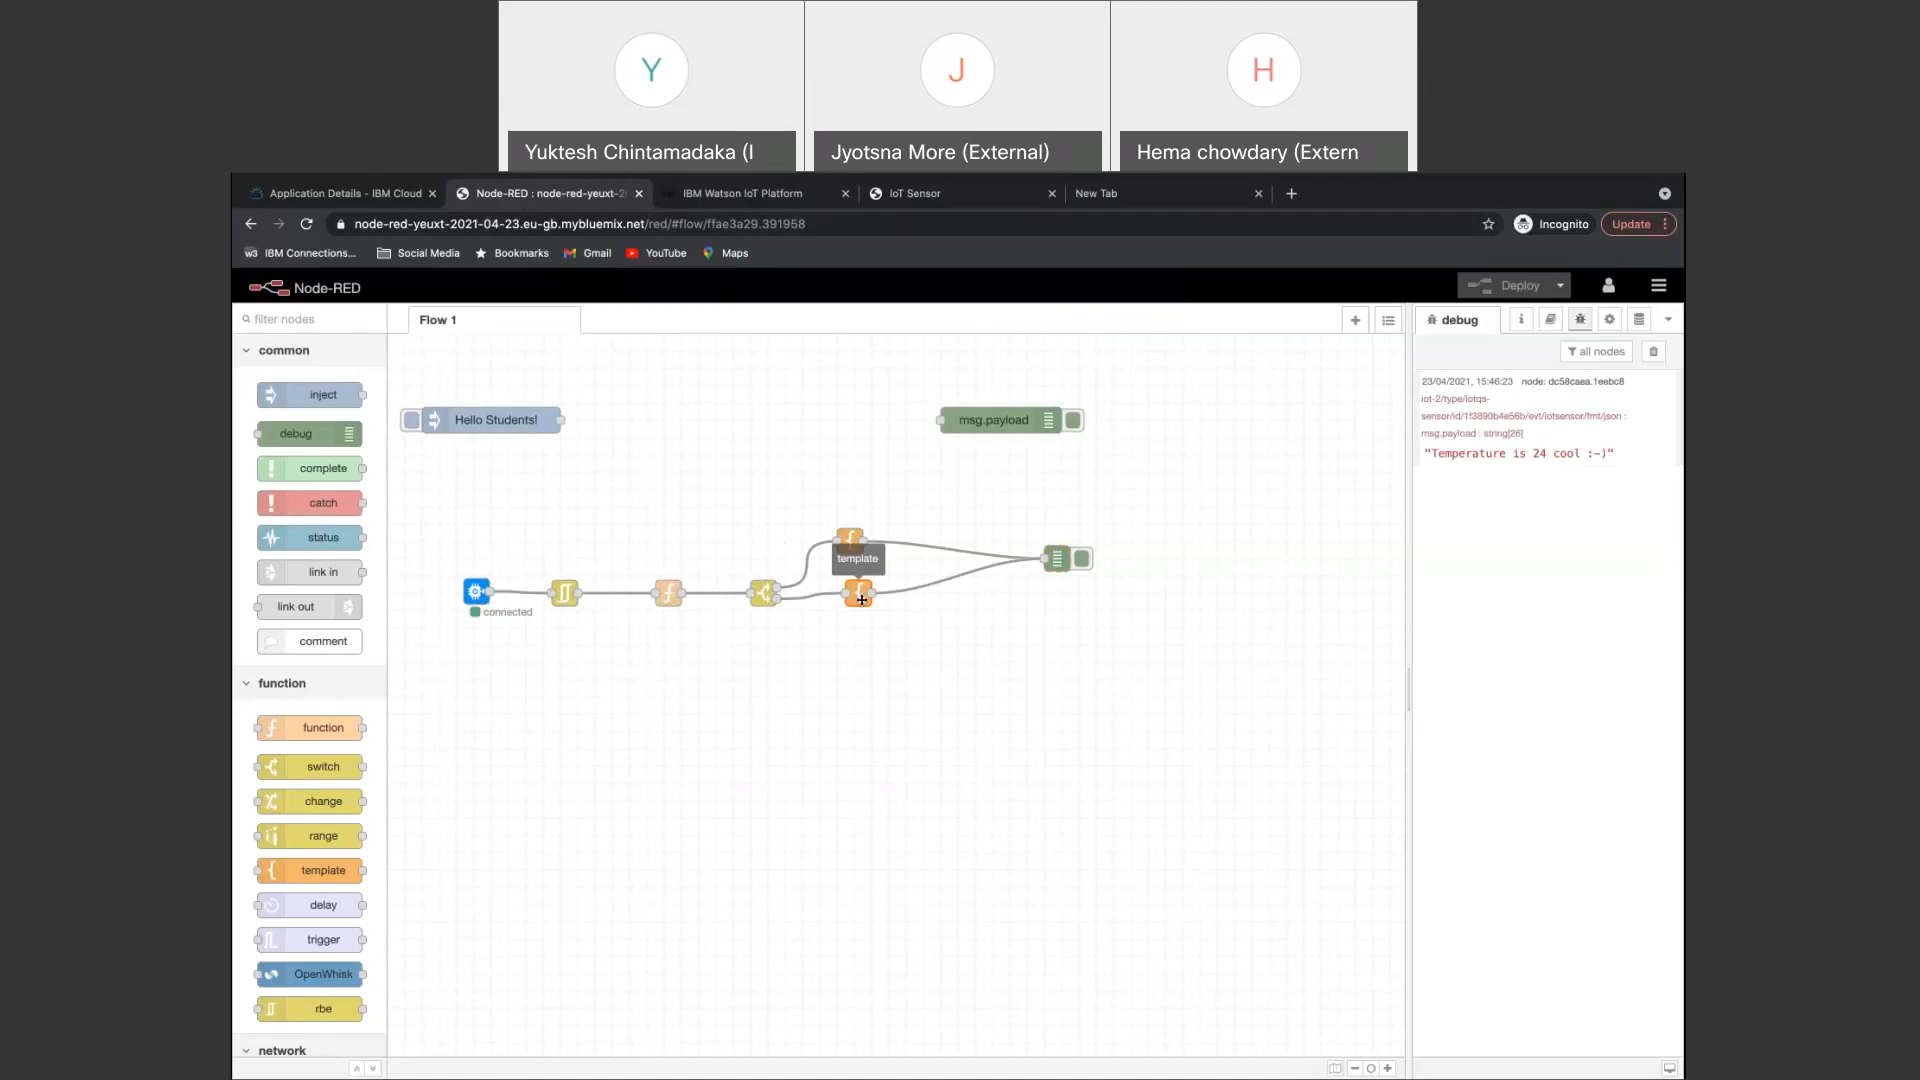 Y
J
H
Yuktesh Chintamadaka (I
Jyotsna More (External)
Hema chowdary (Extern
Application Details - IBM Cloud
Node-RED : node-red-yeuxt-2
IBM Watson IoT Platform
IoT Sensor
New Tab
node-red-yeuxt-2021-04-23.eu-gb.mybluemix.net/red/#flow/ffae3a29.391958
Incognito
Update
w3 IBM Connections...
Social Media
Bookmarks
Gmail
YouTube
Maps
Node-RED
Deploy
filter nodes
Flow 1
debug
all nodes
common
inject
debug
complete
catch
status
link in
link out
comment
function
function
switch
change
range
template
delay
trigger
OpenWhisk
rbe
network
Hello Students!
msg.payload
template
connected
23/04/2021, 15:46:23 node: dc58caea.1eebc8
iot-2/type/iotqs-
sensor/id/1f3890b4e56b/evt/iotsensor/fmt/json :
msg.payload : string[26]
"Temperature is 24 cool :-)"